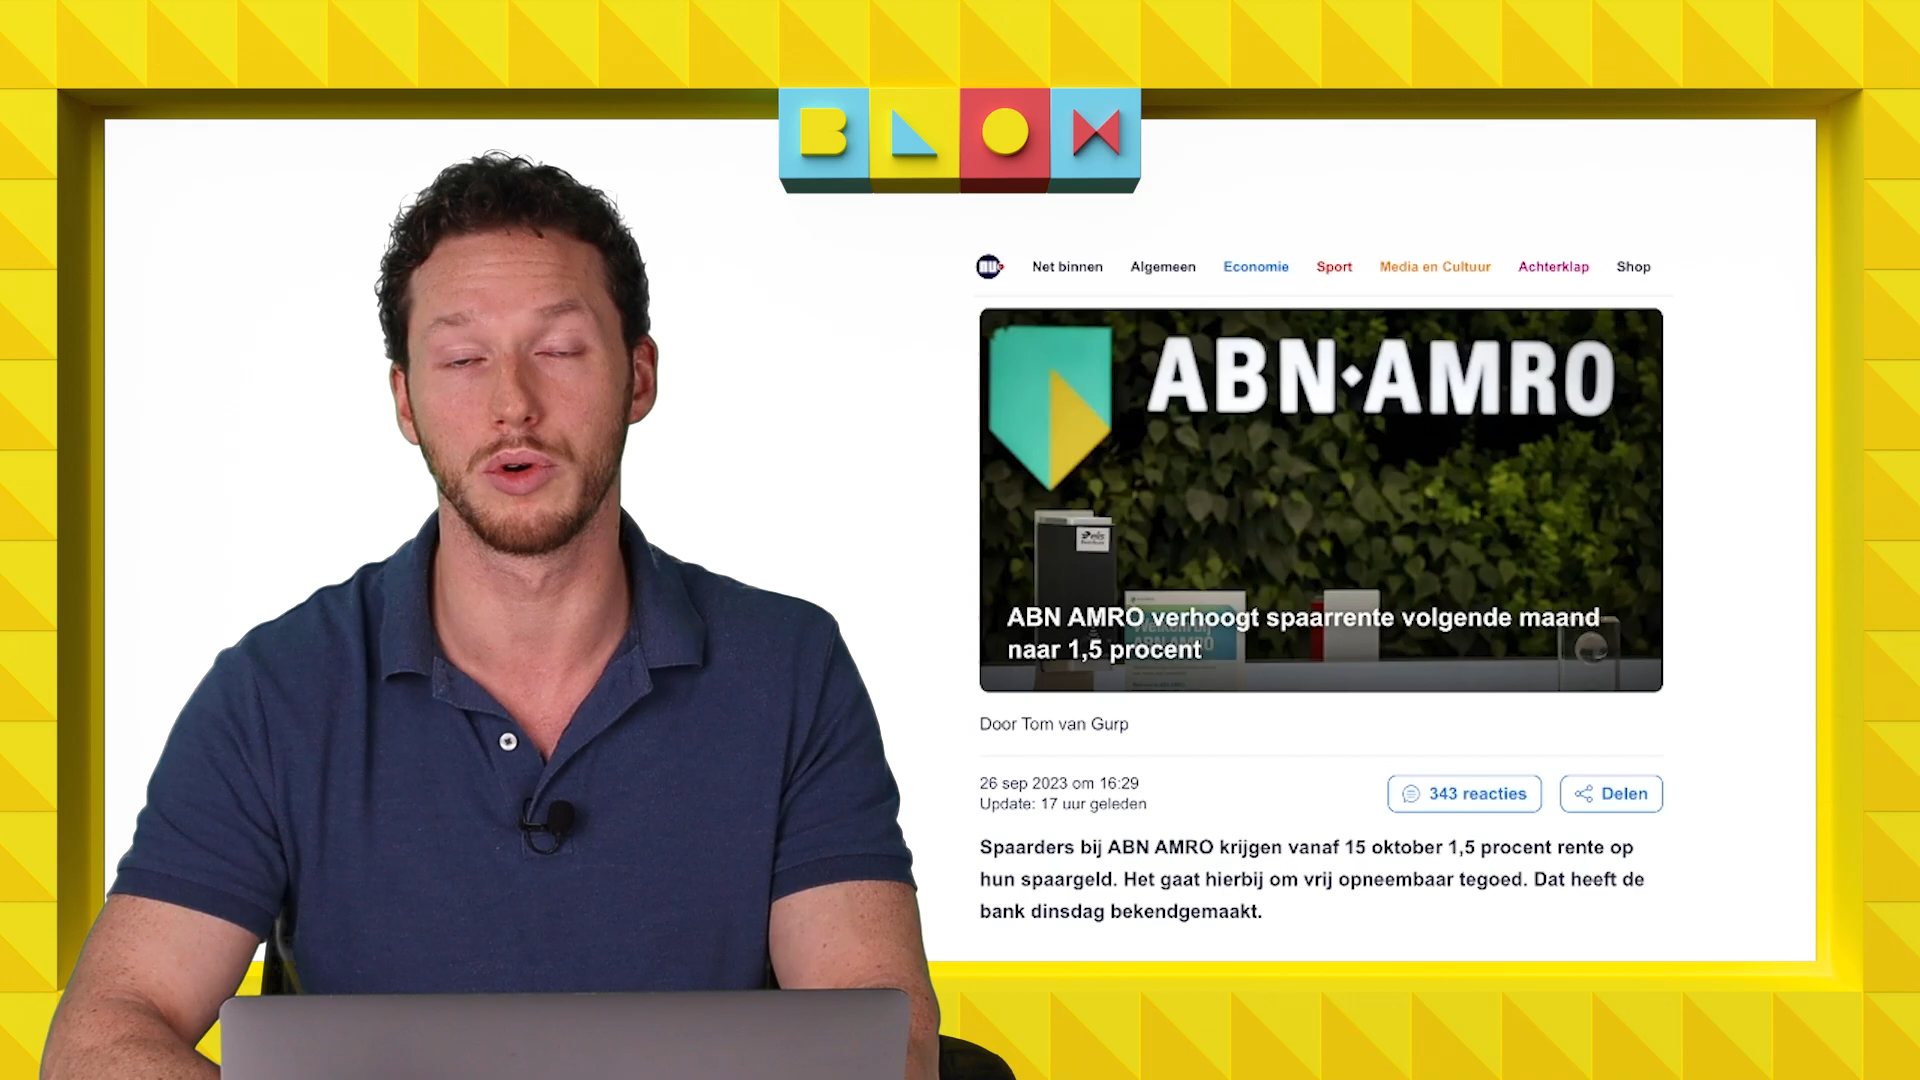 BLOW
NU
Net binnen Algemeen Economie Sport Media en Cultuur Achterklap Shop
ABN·AMRO
ABN AMRO verhoogt spaarrente volgende maand
naar 1,5 procent
Door Tom van Gurp
26 sep 2023 om 16:29
Update: 17 uur geleden
343 reacties Delen
Spaarders bij ABN AMRO krijgen vanaf 15 oktober 1,5 procent rente op
hun spaargeld. Het gaat hierbij om vrij opneembaar tegoed. Dat heeft de
bank dinsdag bekendgemaakt.